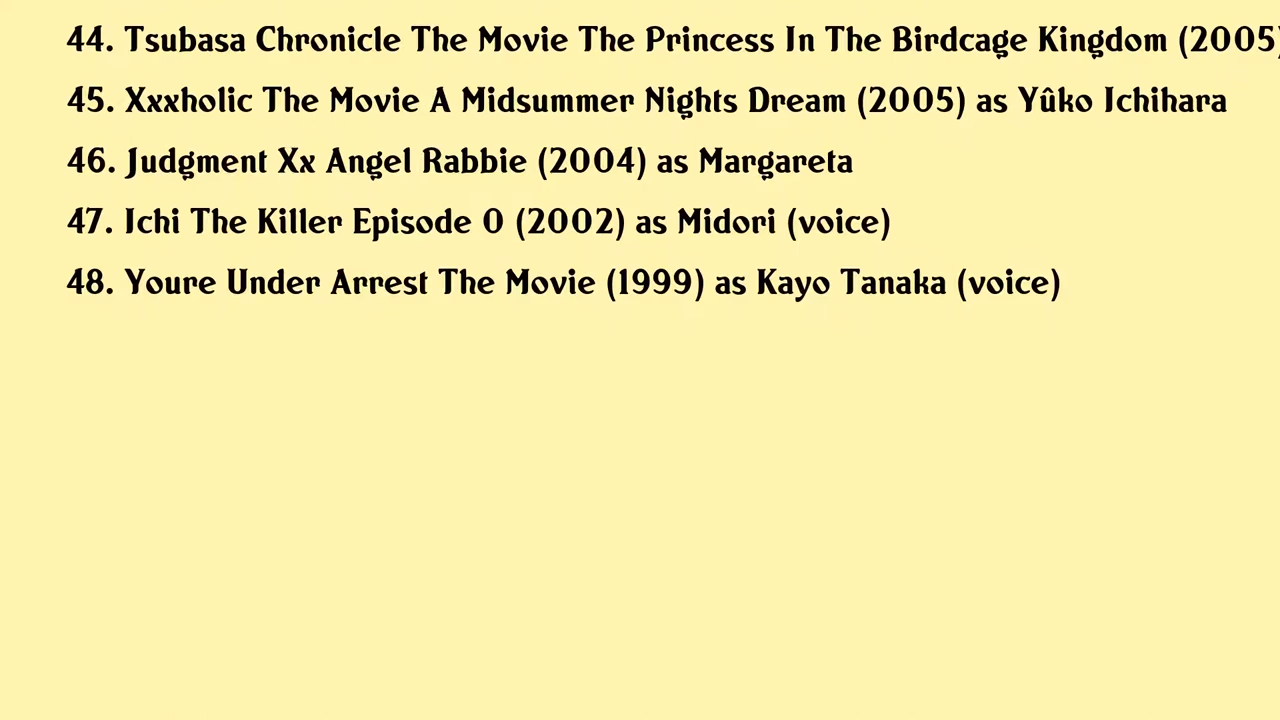 44. Tsubasa Chronicle The Movie The Princess In The Birdcage Kingdom (2005)
45. Xxxholic The Movie A Midsummer Nights Dream (2005) as Yûko Ichihara
46. Judgment Xx Angel Rabbie (2004) as Margareta
47. Ichi The Killer Episode 0 (2002) as Midori (voice)
48. Youre Under Arrest The Movie (1999) as Kayo Tanaka (voice)